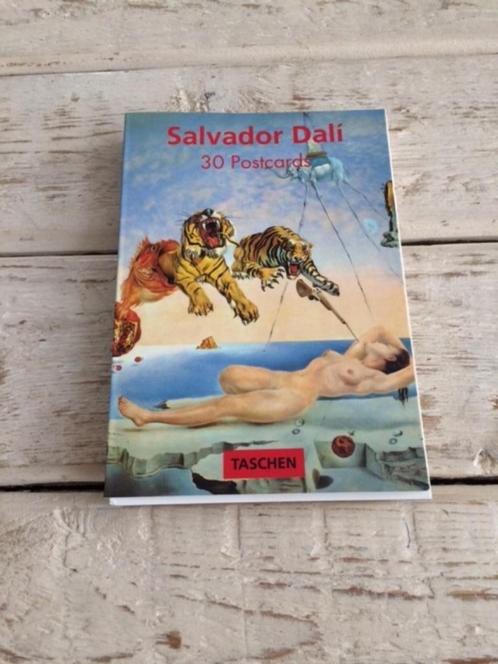 Salvador Dalí
30 Postcards
TASCHEN